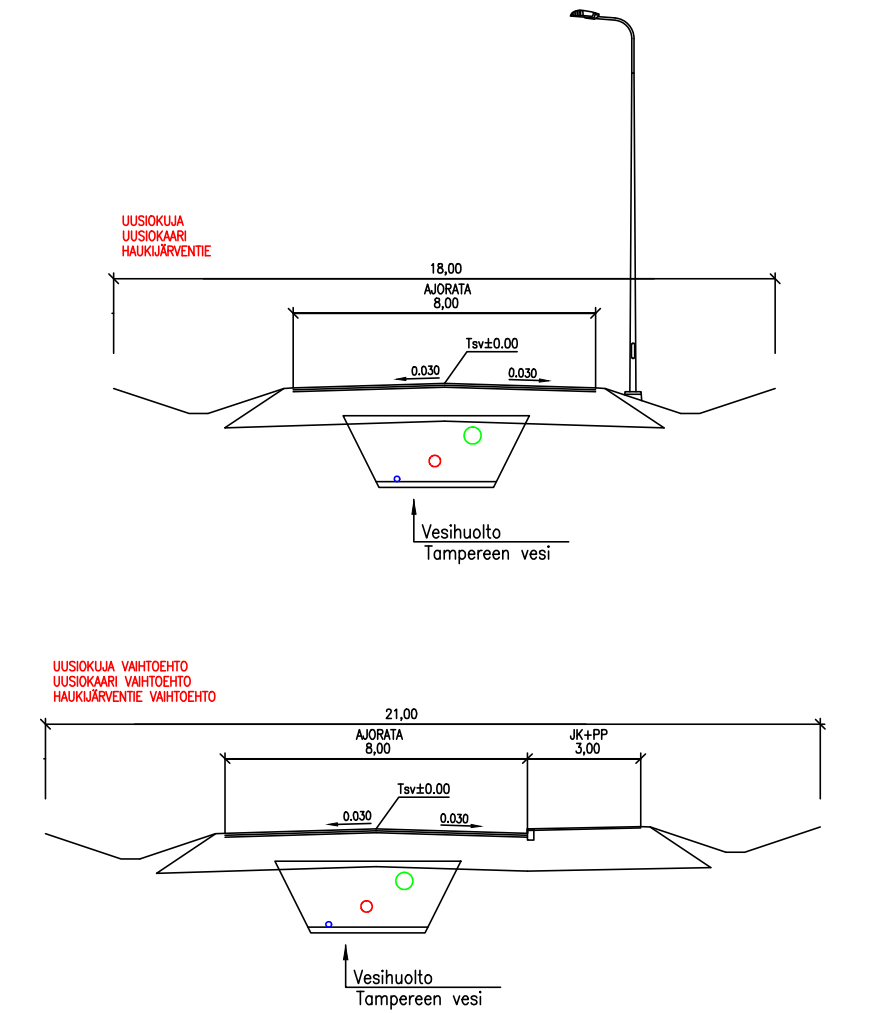 UUSIOKUJA
UUSIOKAARI
HAUKIJÄRVENTIE
18,00
AJORATA
8,00
Tsv±0.00
0.030
0.030
Vesihuolto
Tampereen vesi
UUSIOKUJA VAIHTOEHTO
UUSIOKAARI VAIHTOEHTO
HAUKIJÄRVENTIE VAIHTOEHTO
21,00
AJORATA
8,00
JK+PP
3,00
Tsv±0.00
0.030
0.030
Vesihuolto
Tampereen vesi